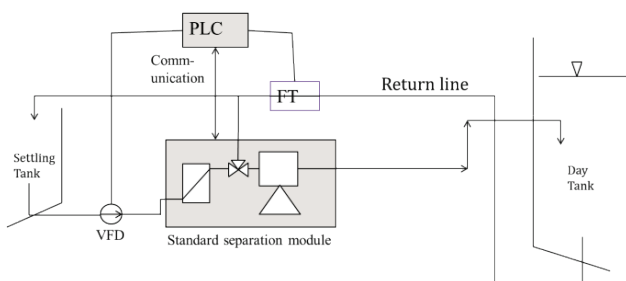 PLC
Comm-
unication
FT
Return line
Settling
Tank
Day
Tank
VFD
Standard separation module